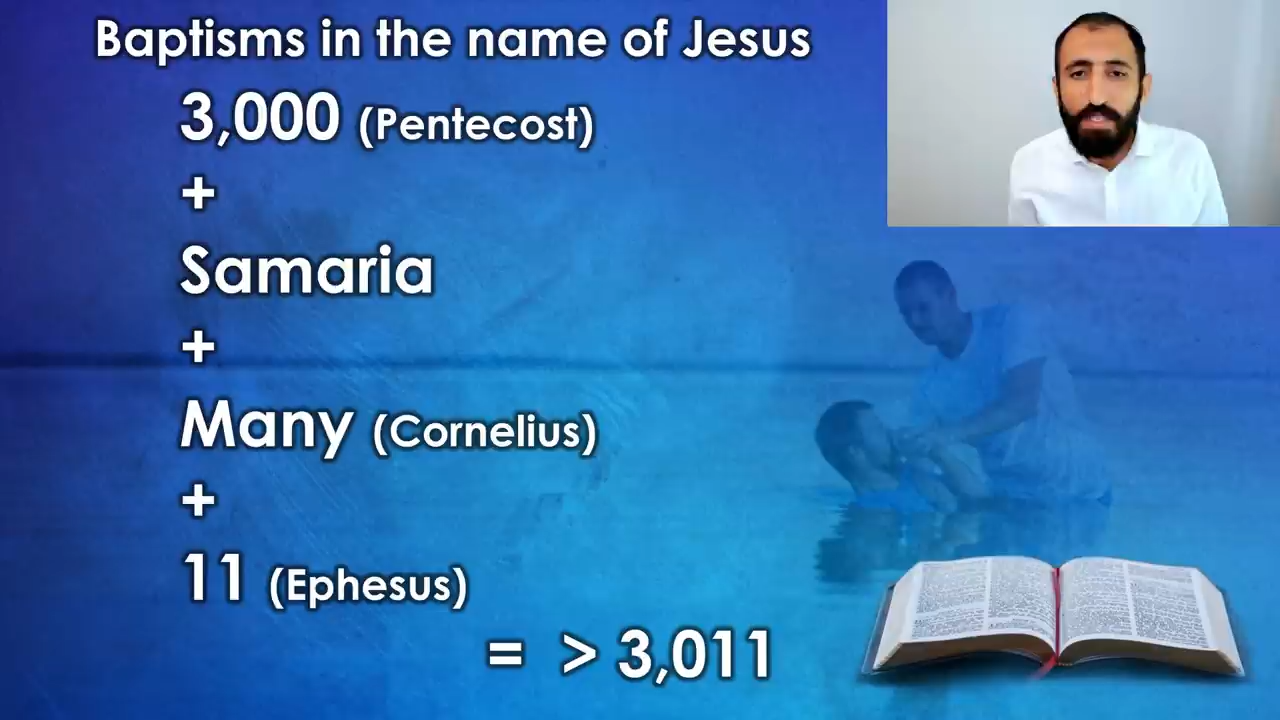 Baptisms in the name of Jesus
3,000 (Pentecost)
+
Samaria
+
Many (Cornelius)
+
11 (Ephesus)
= > 3,011